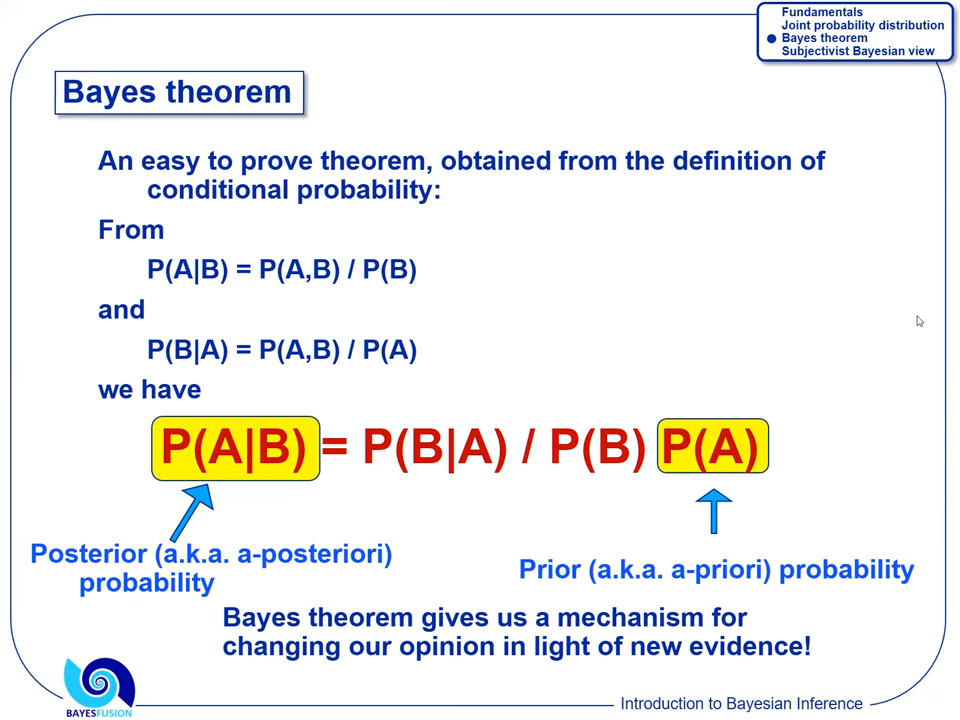 Fundamentals
Joint probability distribution
Bayes theorem
Subjectivist Bayesian view
Bayes theorem
An easy to prove theorem, obtained from the definition of
conditional probability:
From
P(A|B) = P(A,B) / P(B)
and
P(B|A) = P(A,B) / P(A)
we have
P(A|B) = P(B|A) / P(B) P(A)
Posterior (a.k.a. a-posteriori)
probability
Prior (a.k.a. a-priori) probability
Bayes theorem gives us a mechanism for
changing our opinion in light of new evidence!
BAYESFUSION
Introduction to Bayesian Inference